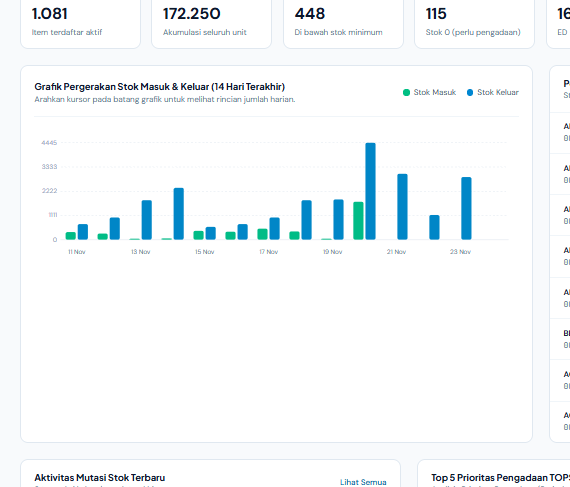 1.081
Item terdaftar aktif
172.250
Akumulasi seluruh unit
448
Di bawah stok minimum
115
Stok 0 (perlu pengadaan)
16
ED
Grafik Pergerakan Stok Masuk & Keluar (14 Hari Terakhir)
Arahkan kursor pada batang grafik untuk melihat rincian jumlah harian.
Stok Masuk
Stok Keluar
4445
3333
2222
1111
0
11 Nov
13 Nov
15 Nov
17 Nov
19 Nov
21 Nov
23 Nov
Aktivitas Mutasi Stok Terbaru
Lihat Semua
Top 5 Prioritas Pengadaan TOPS